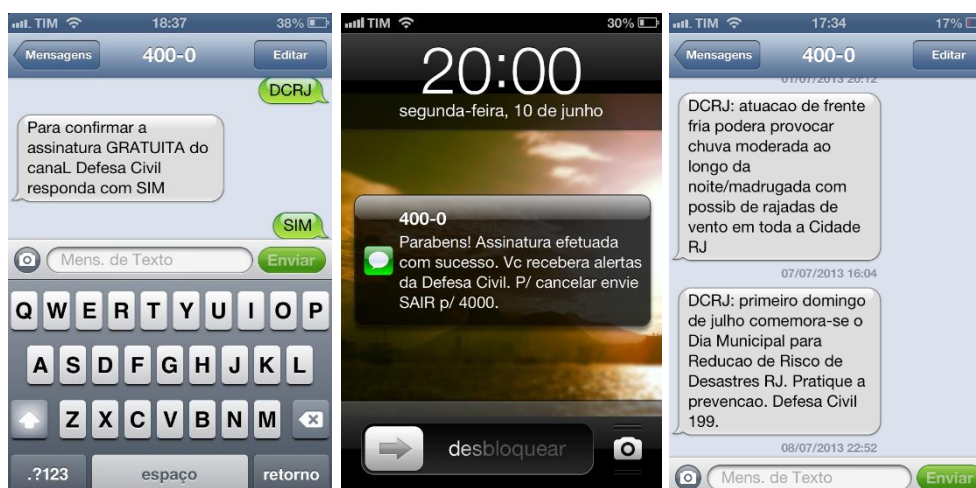 TIM 18:37 38%
Mensagens 400-0 Editar
DCRJ
Para confirmar a
assinatura GRATUITA do
canaL Defesa Civil
responda com SIM
SIM
Mens. de Texto Enviar
Q W E R T Y U I O P
A S D F G H J K L
Z X C V B N M
.?123 espaço retorno
TIM 30%
20:00
segunda-feira, 10 de junho
400-0
Parabens! Assinatura efetuada
com sucesso. Vc recebera alertas
da Defesa Civil. P/ cancelar envie
SAIR p/ 4000.
desbloquear
TIM 17:34 17%
Mensagens 400-0 Editar
01/07/2013 20:12
DCRJ: atuacao de frente
fria podera provocar
chuva moderada ao
longo da
noite/madrugada com
possib de rajadas de
vento em toda a Cidade
RJ
07/07/2013 16:04
DCRJ: primeiro domingo
de julho comemora-se o
Dia Municipal para
Reducao de Risco de
Desastres RJ. Pratique a
prevencao. Defesa Civil
199.
08/07/2013 22:52
Mens. de Texto Enviar